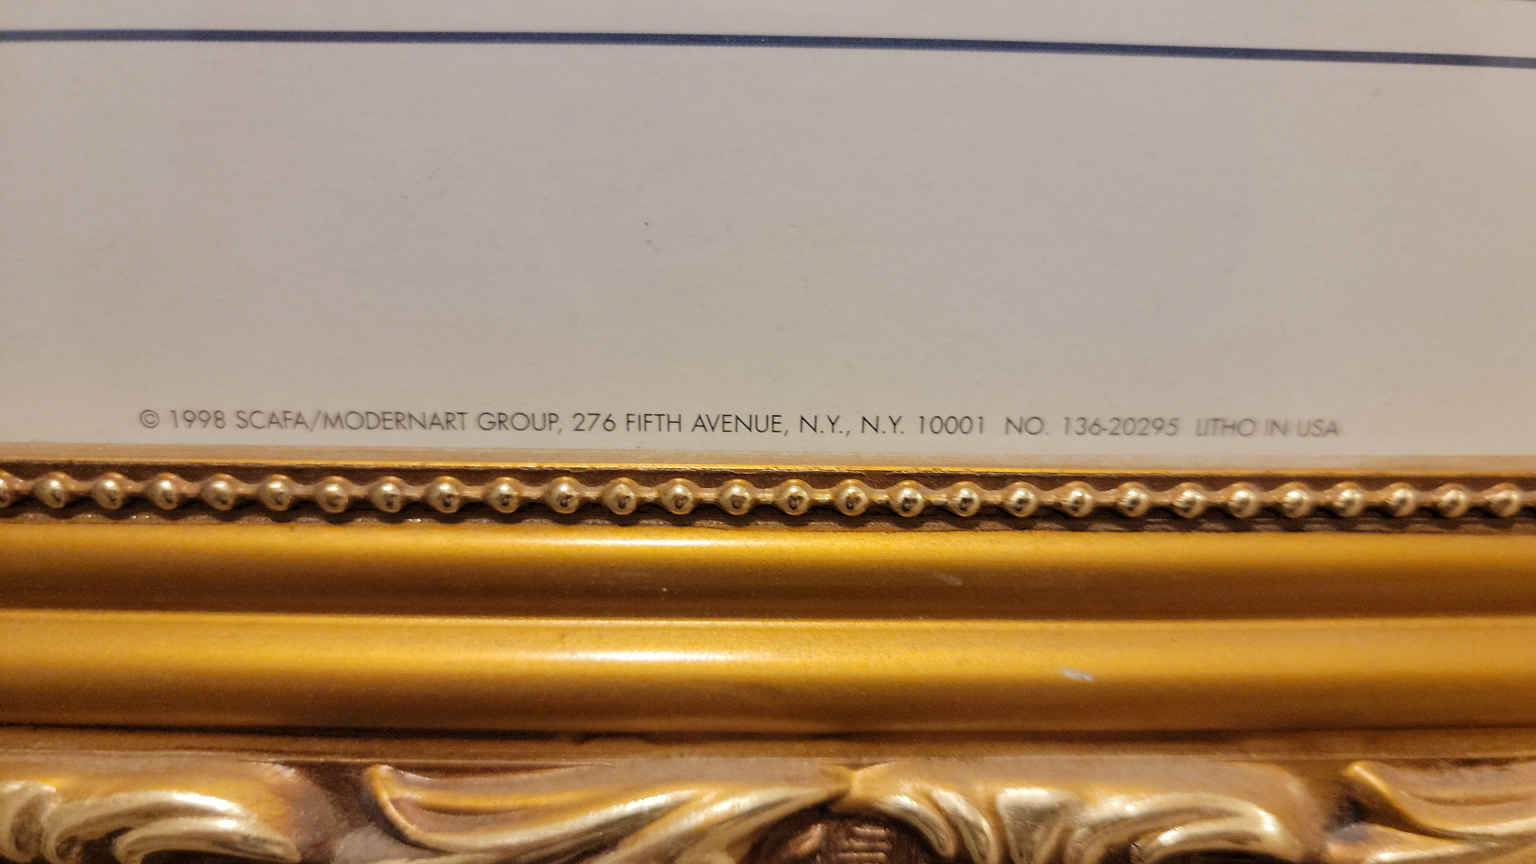 © 1998 SCAFA/MODERNART GROUP, 276 FIFTH AVENUE, N.Y., N.Y. 10001 NO. 136-20295 LITHO IN USA